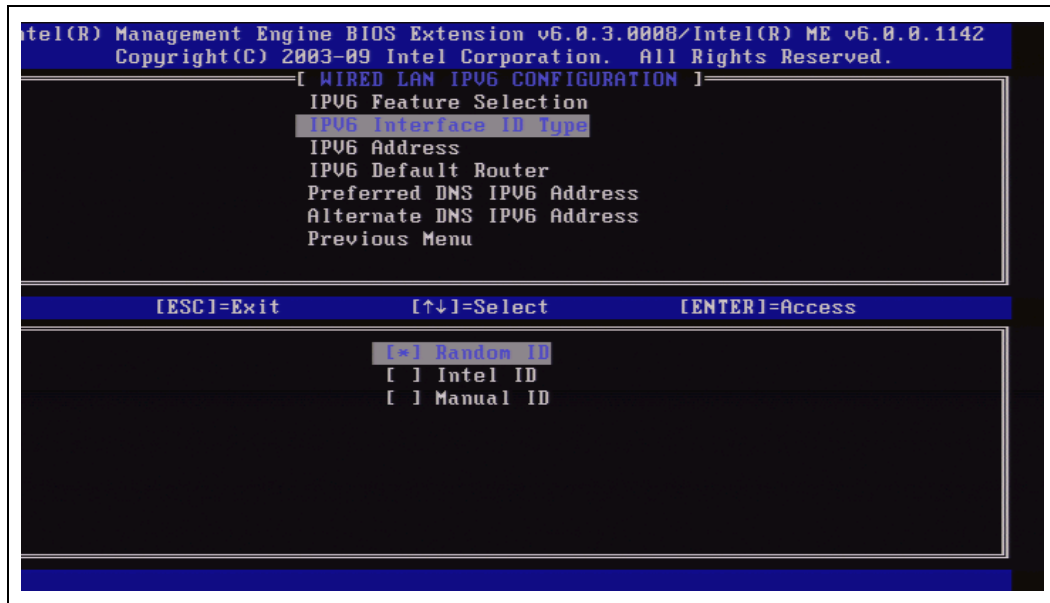 ntel(R) Management Engine BIOS Extension v6.0.3.0008/Intel(R) ME v6.0.0.1142
Copyright(C) 2003-09 Intel Corporation. All Rights Reserved.
[ WIRED LAN IPV6 CONFIGURATION ]
IPV6 Feature Selection
IPV6 Interface ID Type
IPV6 Address
IPV6 Default Router
Preferred DNS IPV6 Address
Alternate DNS IPV6 Address
Previous Menu
[ESC]=Exit [↑↓]=Select [ENTER]=Access
[*] Random ID
[ ] Intel ID
[ ] Manual ID